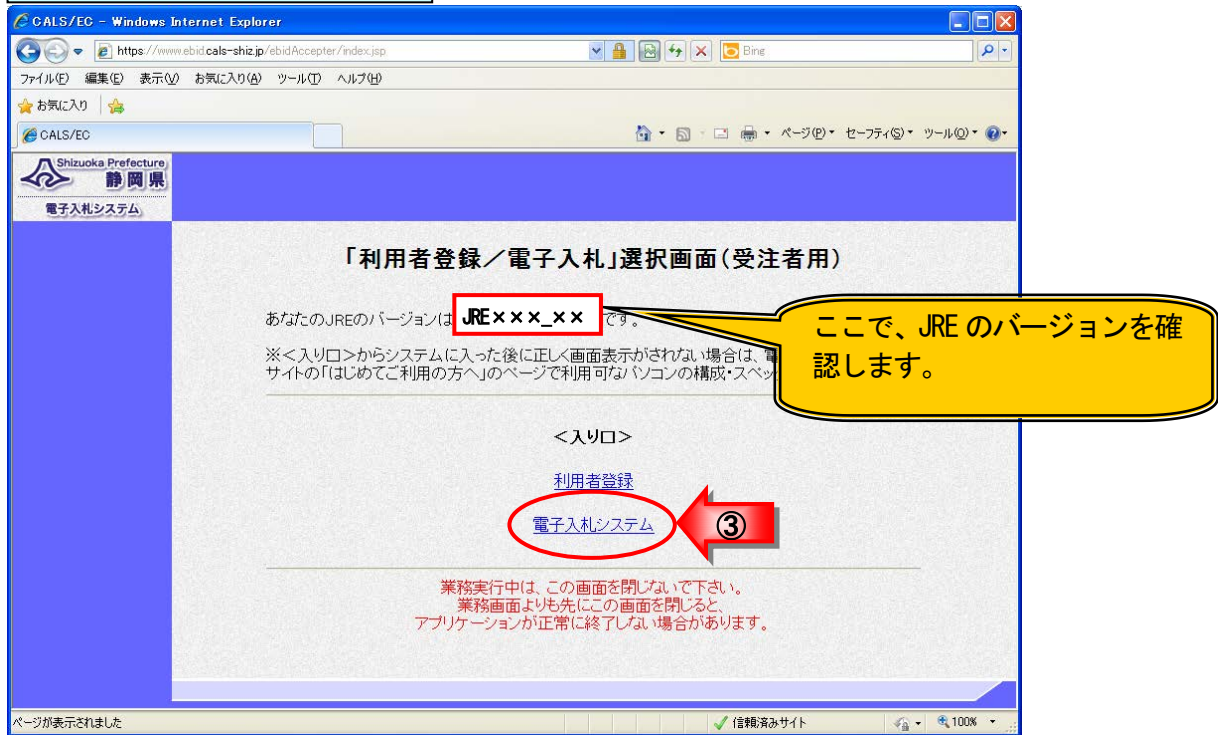 CALS/EC - Windows Internet Explorer
https://www.ebid.cals-shiz.jp/ebidAccepter/index.jsp
Bing
ファイル(F) 編集(E) 表示(V) お気に入り(A) ツール(T) ヘルプ(H)
お気に入り
CALS/EC
ページ(P) セーフティ(S) ツール(O)
Shizuoka Prefecture
静岡県
電子入札システム
「利用者登録／電子入札」選択画面(受注者用)
あなたのJREのバージョンは JRE×××_×× です。
ここで、JRE のバージョンを確
認します。
※＜入り口＞からシステムに入った後に正しく画面表示がされない場合は、電
サイトの「はじめてご利用の方へ」のページで利用可なパソコンの構成・スペッ
＜入り口＞
利用者登録
電子入札システム
③
業務実行中は、この画面を閉じないで下さい。
業務画面よりも先にこの画面を閉じると、
アプリケーションが正常に終了しない場合があります。
ページが表示されました
信頼済みサイト
100%